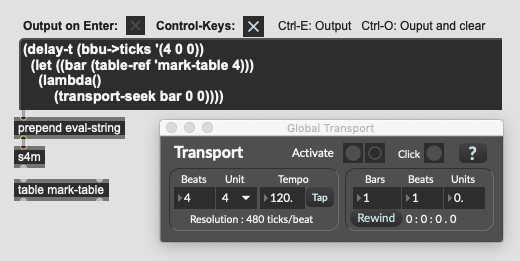 Output on Enter: Control-Keys: Ctrl-E: Output Ctrl-O: Ouput and clear
(delay-t (bbu->ticks '(4 0 0))
(let ((bar (table-ref 'mark-table 4)))
(lambda()
(transport-seek bar 0 0))))
prepend eval-string
s4m
table mark-table
Global Transport
Transport Activate Click ?
Beats Unit Tempo
4 4 120. Tap
Resolution : 480 ticks/beat
Bars Beats Units
1 1 0.
Rewind 0 : 0 : 0 . 0